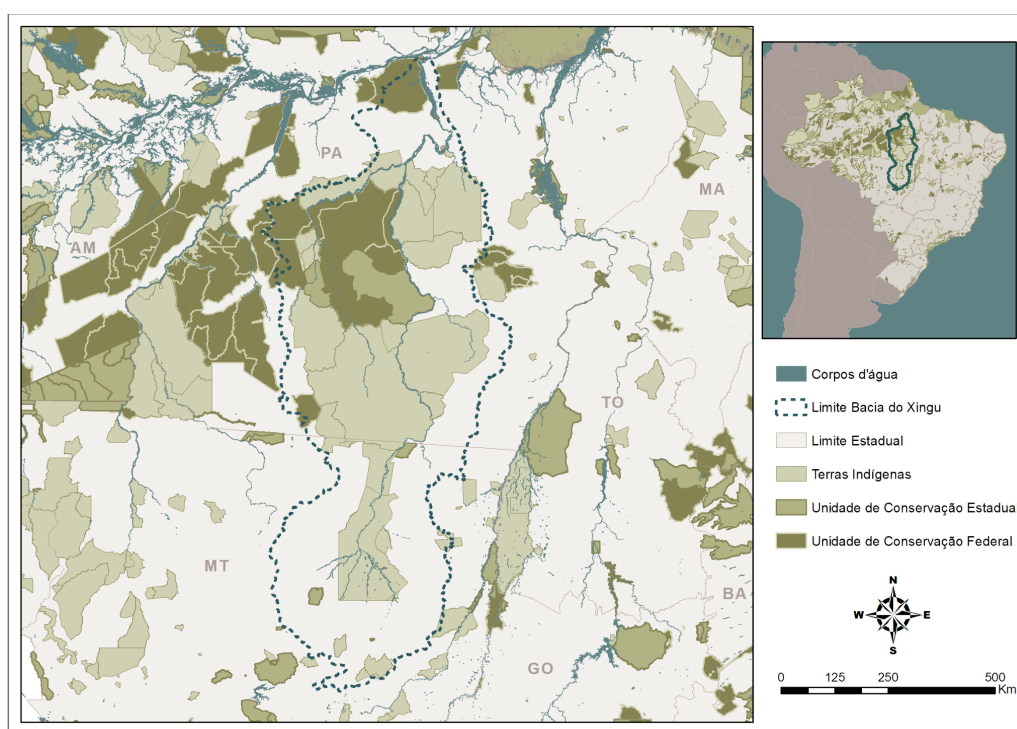 PA
MA
AM
TO
MT
BA
GO
Corpos d'água
Limite Bacia do Xingu
Limite Estadual
Terras Indígenas
Unidade de Conservação Estadual
Unidade de Conservação Federal
N
W E
S
0 125 250 500
Km